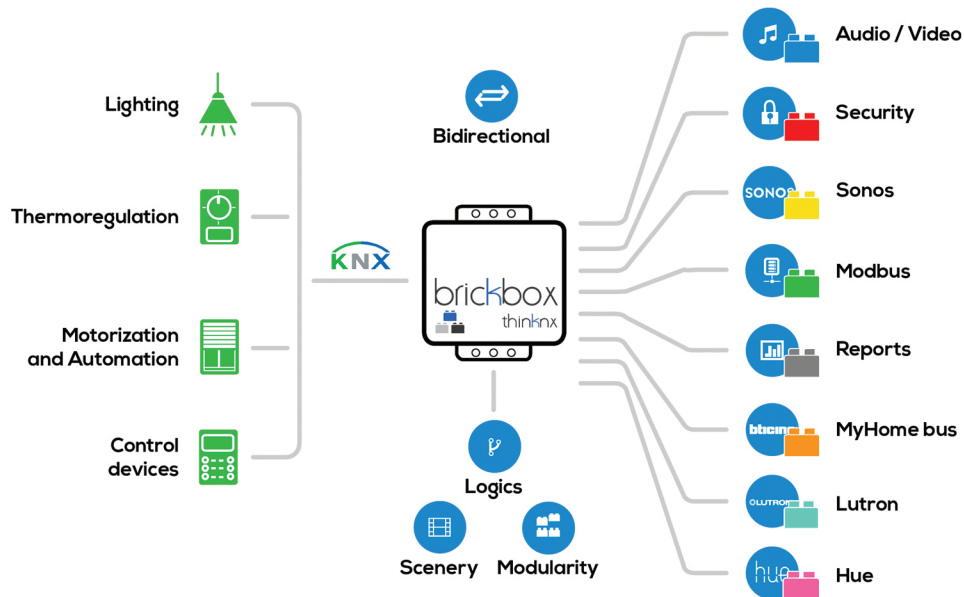 Lighting
Thermoregulation
Motorization
and Automation
Control
devices
KNX
Bidirectional
brickbox
thinknx
Logics
Scenery
Modularity
Audio / Video
Security
SONOS
Sonos
Modbus
Reports
bticino
MyHome bus
LUTRON
Lutron
hue
Hue